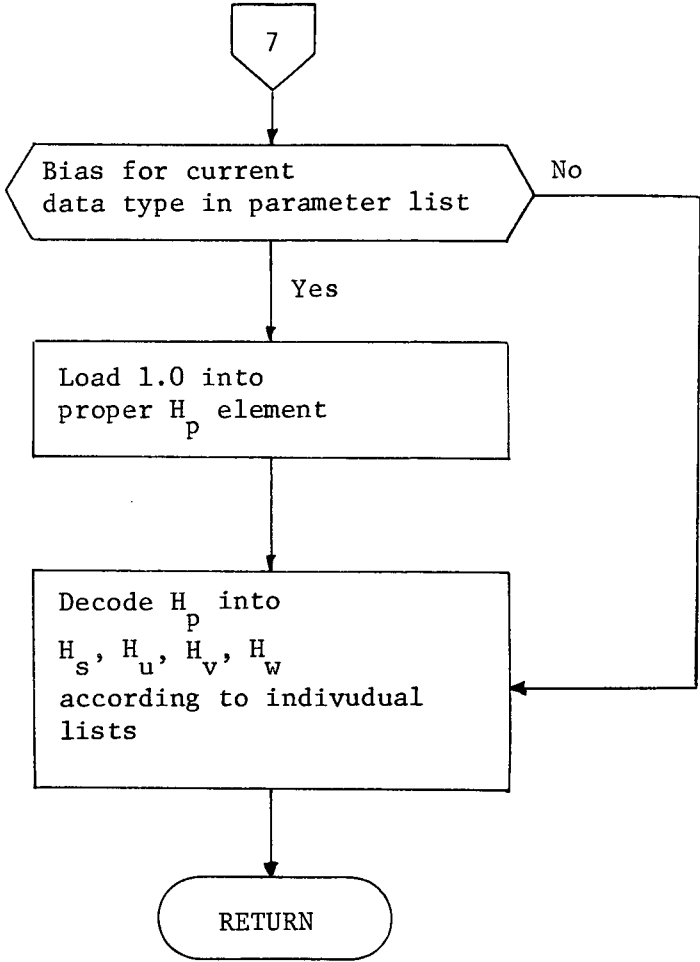 7
Bias for current
data type in parameter list
No
Yes
Load 1.0 into
proper H_p element
Decode H_p into
H_s, H_u, H_v, H_w
according to indivudual
lists
RETURN